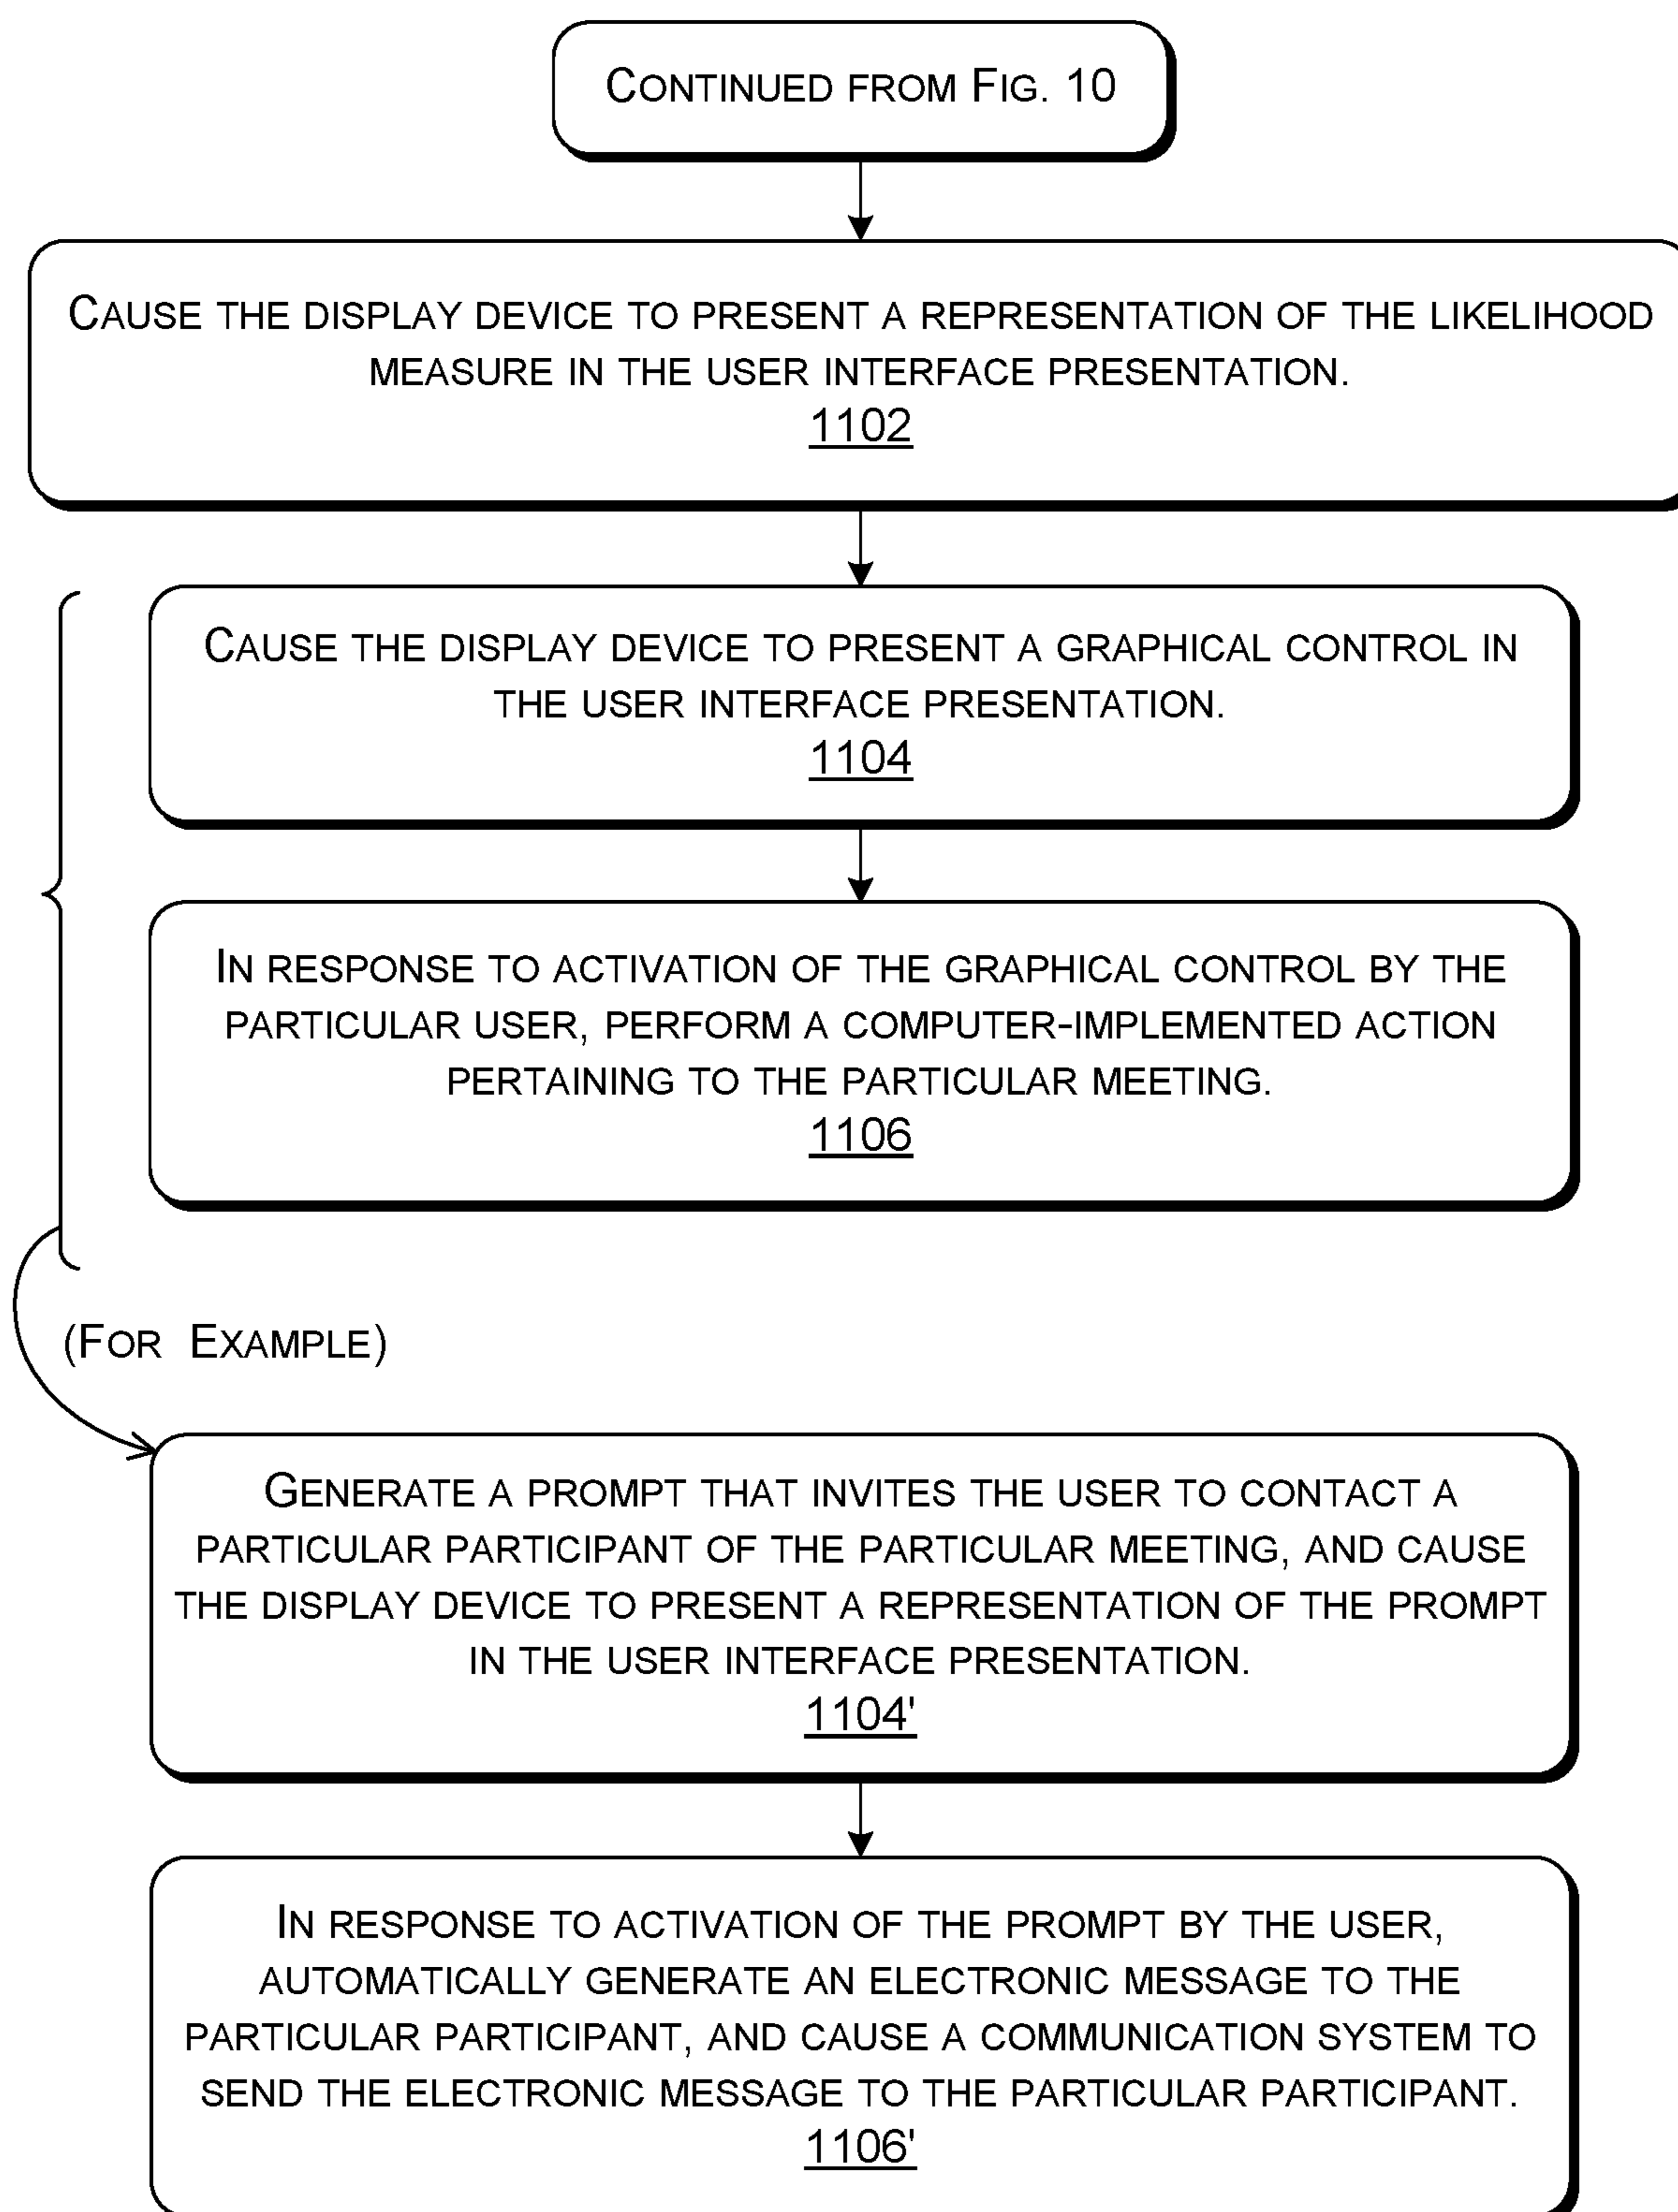 CONTINUED FROM FIG. 10
CAUSE THE DISPLAY DEVICE TO PRESENT A REPRESENTATION OF THE LIKELIHOOD
MEASURE IN THE USER INTERFACE PRESENTATION.
1102
CAUSE THE DISPLAY DEVICE TO PRESENT A GRAPHICAL CONTROL IN
THE USER INTERFACE PRESENTATION.
1104
IN RESPONSE TO ACTIVATION OF THE GRAPHICAL CONTROL BY THE
PARTICULAR USER, PERFORM A COMPUTER-IMPLEMENTED ACTION
PERTAINING TO THE PARTICULAR MEETING.
1106
(FOR EXAMPLE)
GENERATE A PROMPT THAT INVITES THE USER TO CONTACT A
PARTICULAR PARTICIPANT OF THE PARTICULAR MEETING, AND CAUSE
THE DISPLAY DEVICE TO PRESENT A REPRESENTATION OF THE PROMPT
IN THE USER INTERFACE PRESENTATION.
1104'
IN RESPONSE TO ACTIVATION OF THE PROMPT BY THE USER,
AUTOMATICALLY GENERATE AN ELECTRONIC MESSAGE TO THE
PARTICULAR PARTICIPANT, AND CAUSE A COMMUNICATION SYSTEM TO
SEND THE ELECTRONIC MESSAGE TO THE PARTICULAR PARTICIPANT.
1106'